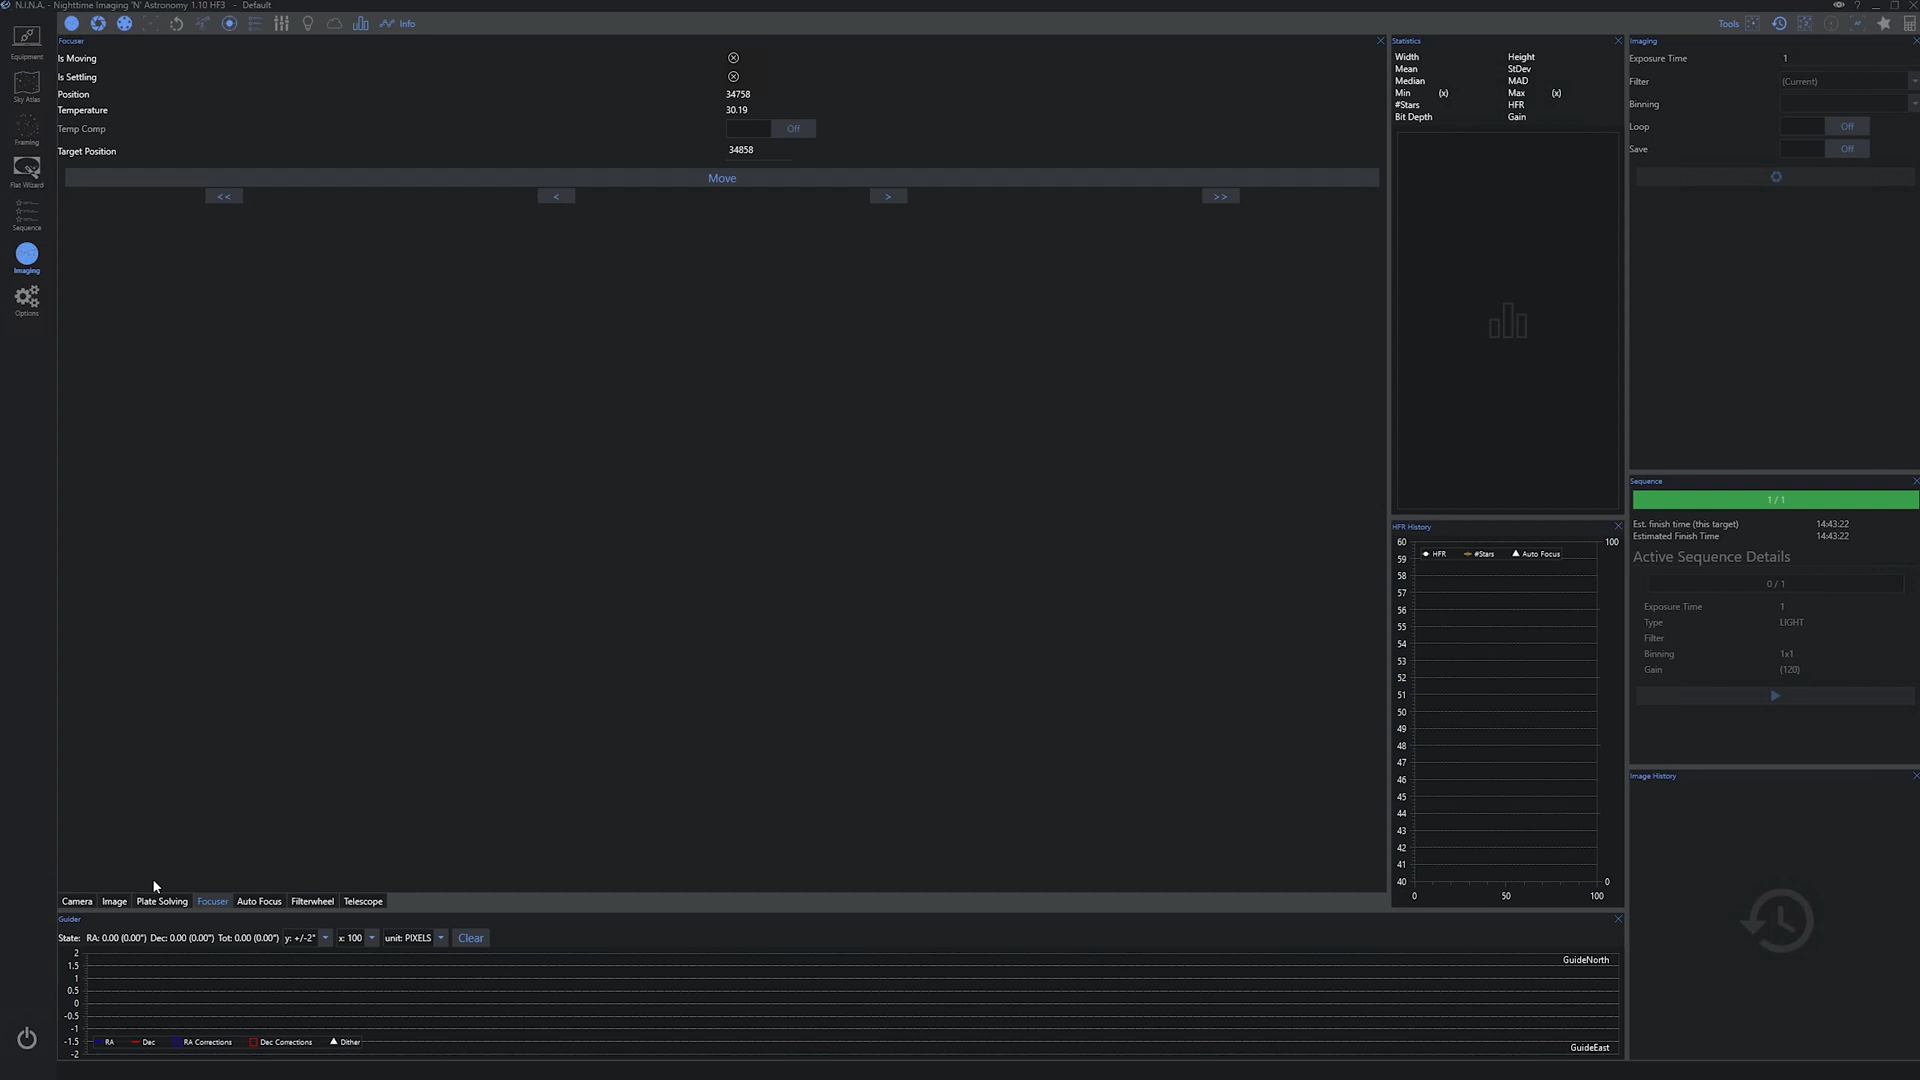 N.I.N.A. - Nighttime Imaging 'N' Astronomy 1.10 HF3 - Default
Info
Tools
Equipment
Sky Atlas
Framing
Flat Wizard
Sequence
Imaging
Options
Focuser
Is Moving
Is Settling
Position 34758
Temperature 30.19
Temp Comp Off
Target Position 34858
Move
<< < > >>
Camera Image Plate Solving Focuser Auto Focus Filterwheel Telescope
Statistics
Width Height
Mean StDev
Median MAD
Min (x) Max (x)
#Stars HFR
Bit Depth Gain
HFR History
HFR #Stars Auto Focus
60
59
58
57
56
55
54
53
52
51
50
49
48
47
46
45
44
43
42
41
40
100
0
0 50 100
Imaging
Exposure Time 1
Filter (Current)
Binning
Loop Off
Save Off
Sequence
1 / 1
Est. finish time (this target) 14:43:22
Estimated Finish Time 14:43:22
Active Sequence Details
0 / 1
Exposure Time 1
Type LIGHT
Filter
Binning 1x1
Gain (120)
Image History
Guider
State: RA: 0.00 (0.00") Dec: 0.00 (0.00") Tot: 0.00 (0.00") y: +/-2" x: 100 unit: PIXELS Clear
2
1.5
1
0.5
0
-0.5
-1
-1.5
-2
GuideNorth
GuideEast
RA Dec RA Corrections Dec Corrections Dither